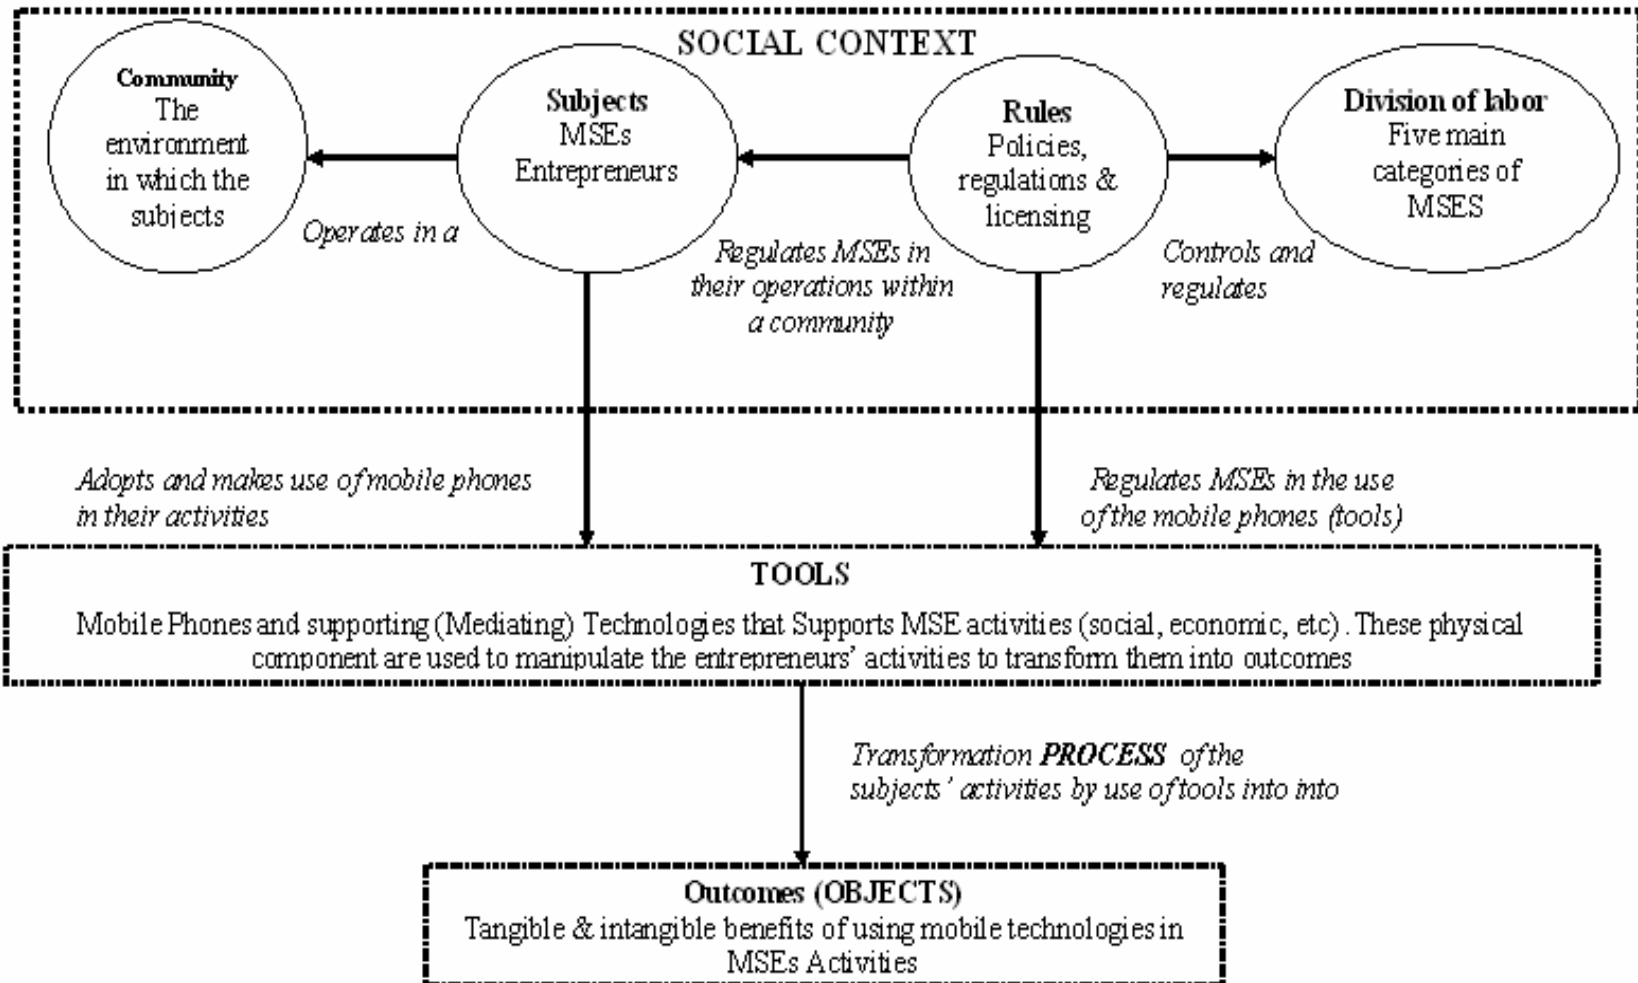 SOCIAL CONTEXT
Community
The
environment
in which the
subjects
Subjects
MSEs
Entrepreneurs
Rules
Policies,
regulations &
licensing
Division of labor
Five main
categories of
MSES
Operates in a
Regulates MSEs in
their operations within
a community
Controls and
regulates
Adopts and makes use of mobile phones
in their activities
Regulates MSEs in the use
of the mobile phones (tools)
TOOLS
Mobile Phones and supporting (Mediating) Technologies that Supports MSE activities (social, economic, etc). These physical
component are used to manipulate the entrepreneurs' activities to transform them into outcomes
Transformation PROCESS of the
subjects' activities by use of tools into into
Outcomes (OBJECTS)
Tangible & intangible benefits of using mobile technologies in
MSEs Activities